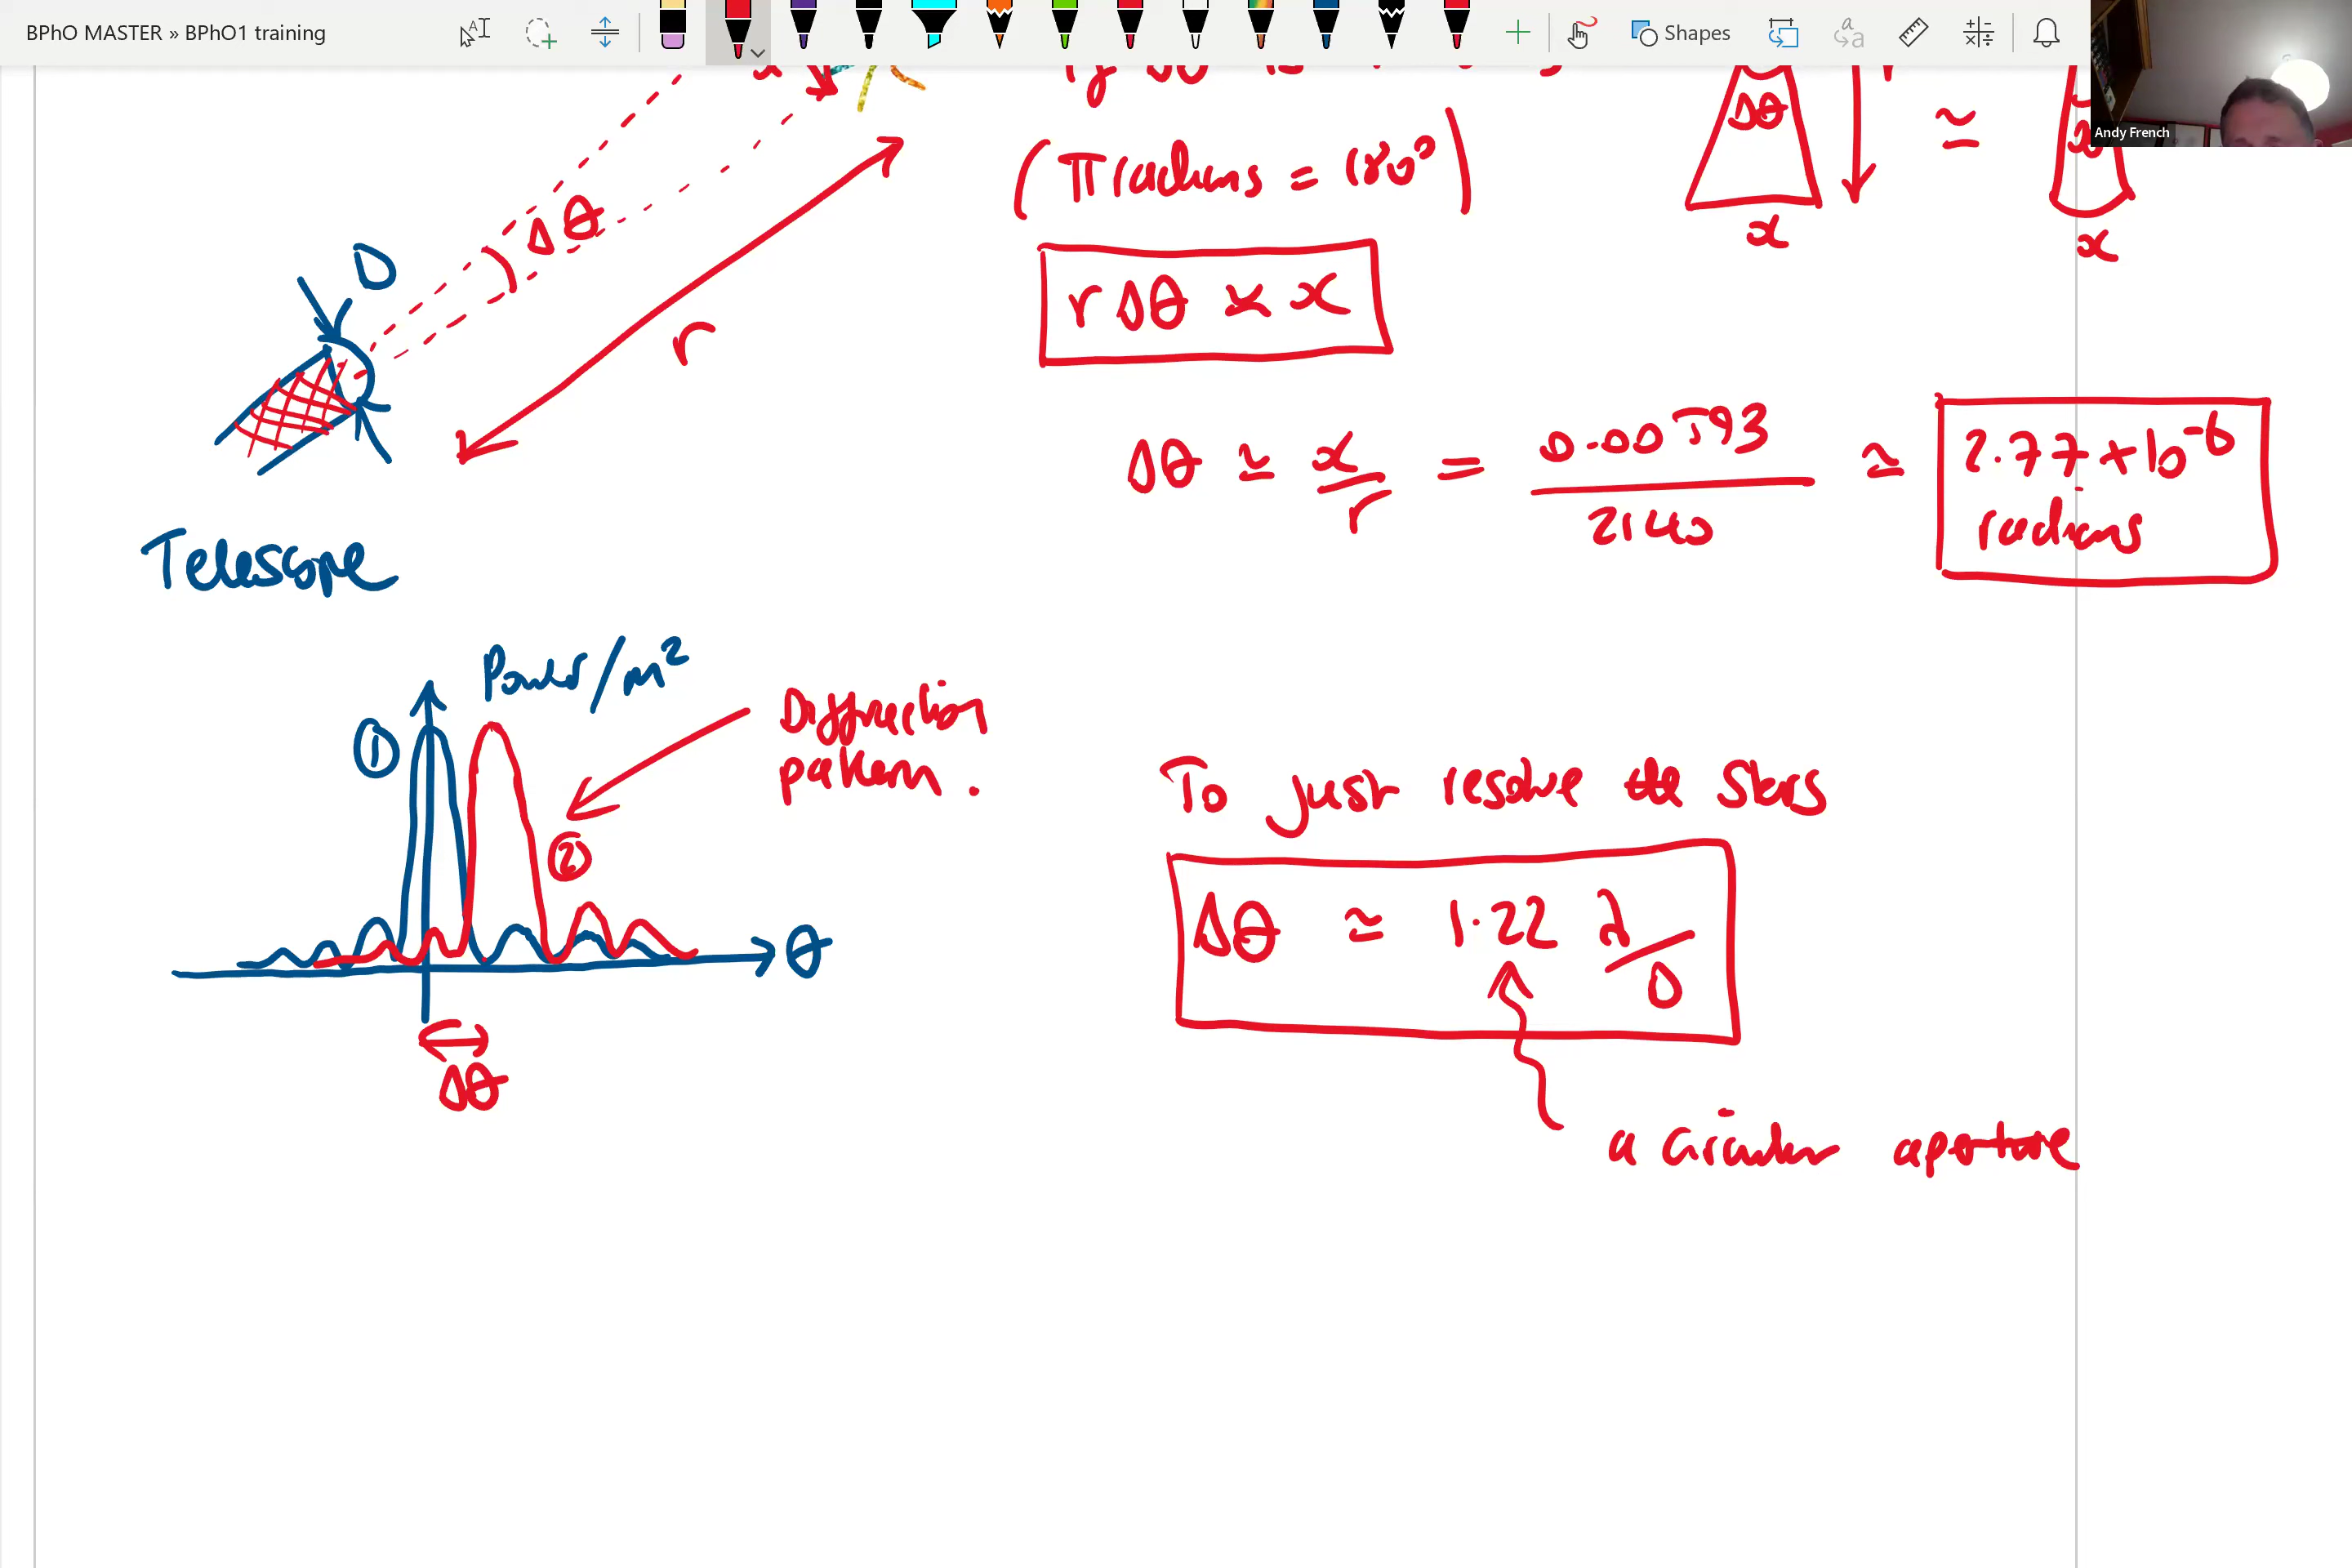 BPhO MASTER » BPhO1 training
Shapes
Andy French
Δθ
≃
(π radians = 180°)
x
x
D
Δθ
r
rΔθ ≃ x
Δθ ≃ x/r = 0.00593/2140 ≃ 2.77 × 10⁻⁶
radians
Telescope
Power/m²
①
②
Diffraction
pattern.
θ
Δθ
To just resolve the stars
Δθ ≃ 1.22 λ/D
a circular aperture